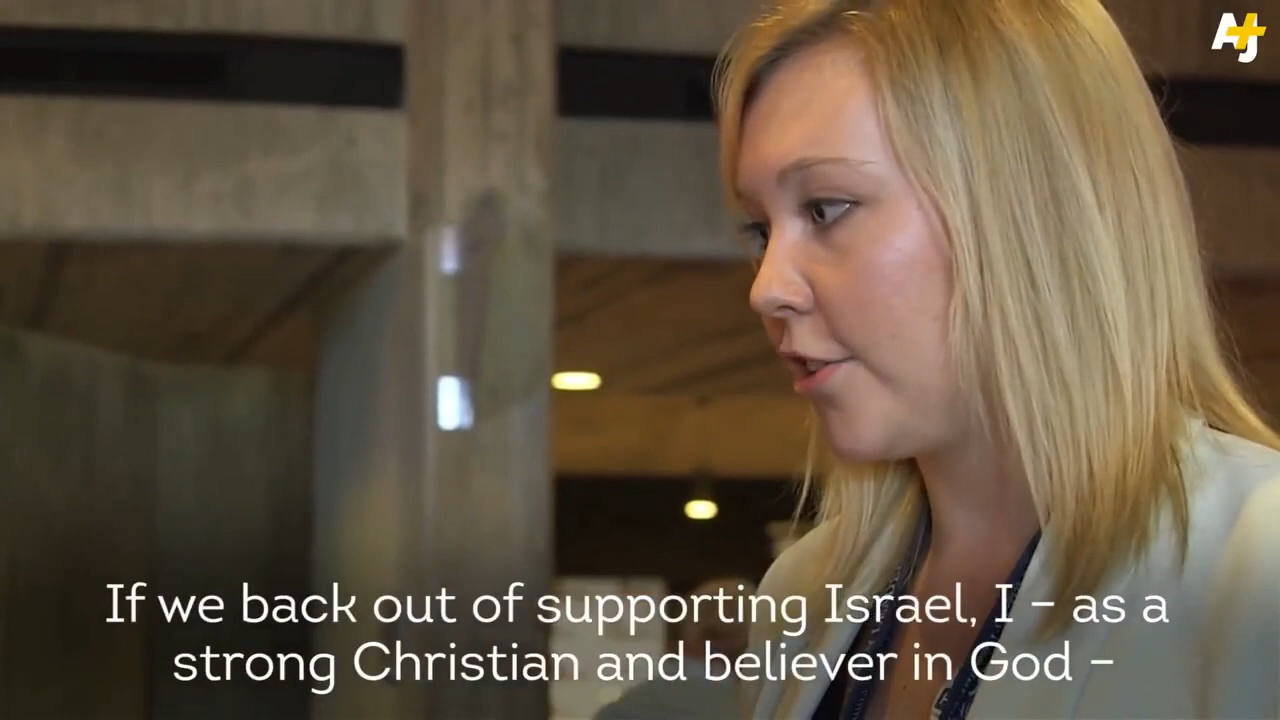 AJ+
If we back out of supporting Israel, I – as a
strong Christian and believer in God –